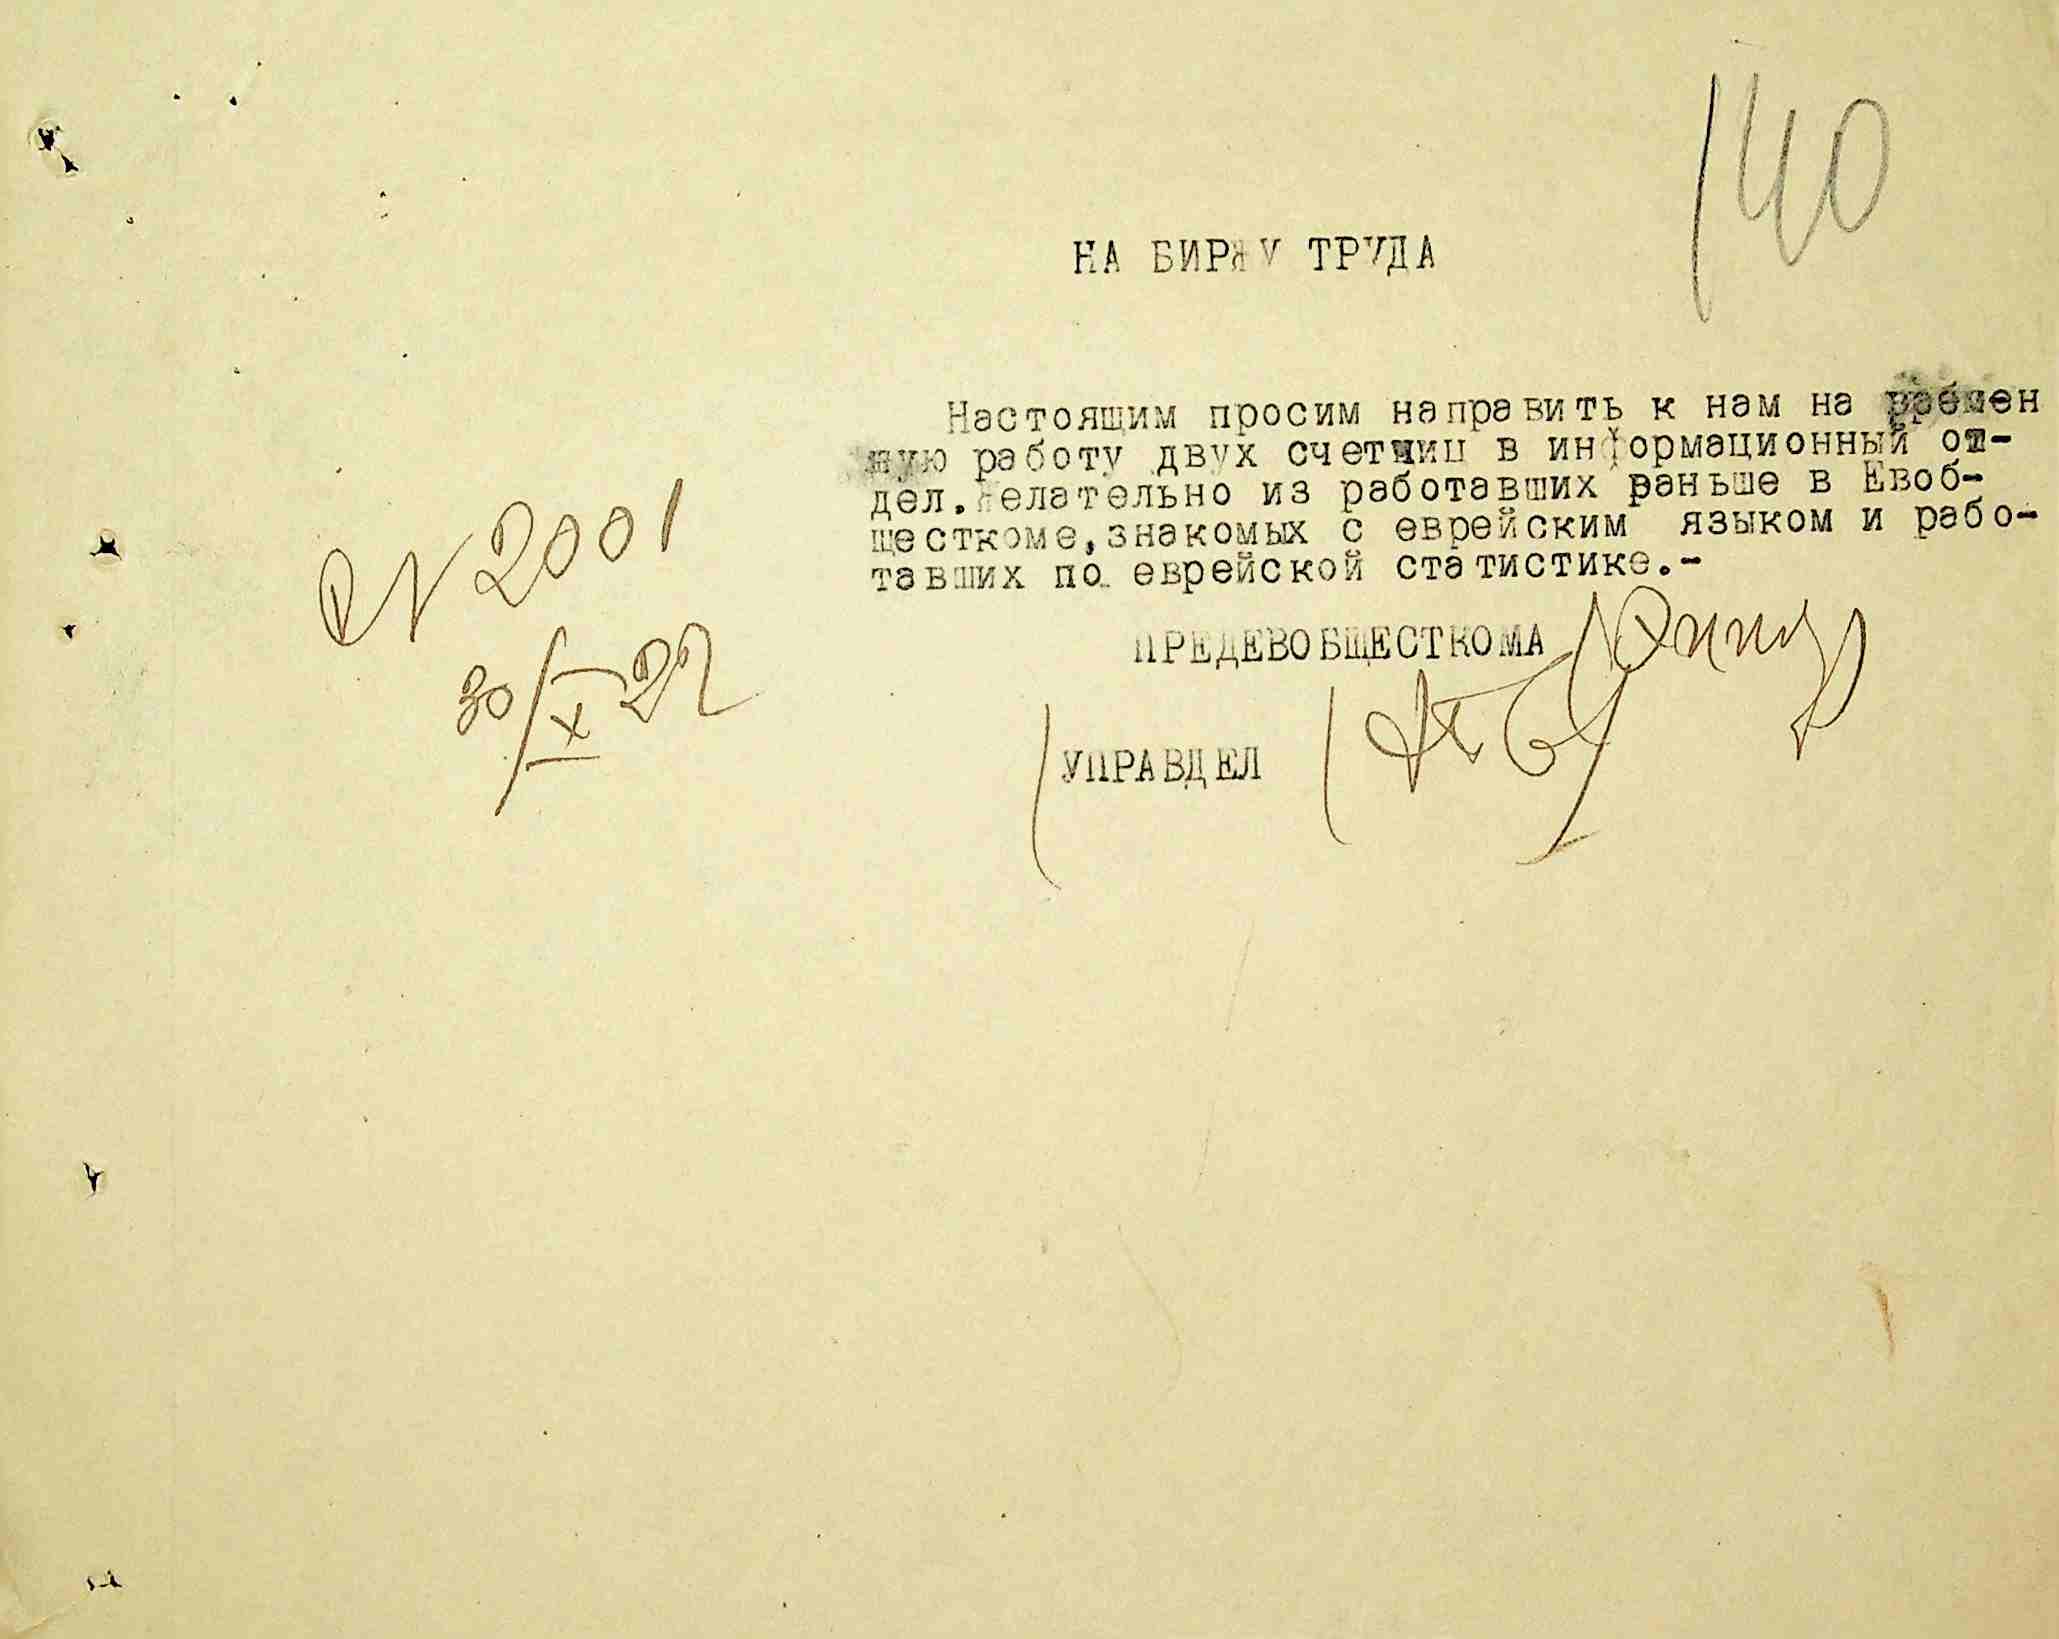 140
НА БИРЖУ ТРУДА
Настоящим просим направить к нам на времен
ную работу двух счетчиц в информационный от-
дел. Желательно из работавших раньше в Евоб-
щесткоме, знакомых с еврейским языком и рабо-
тавших по еврейской статистике.-
N 2001
30/X 22
ПРЕДЕВОБЩЕСТКОМА
УПРАВДЕЛ